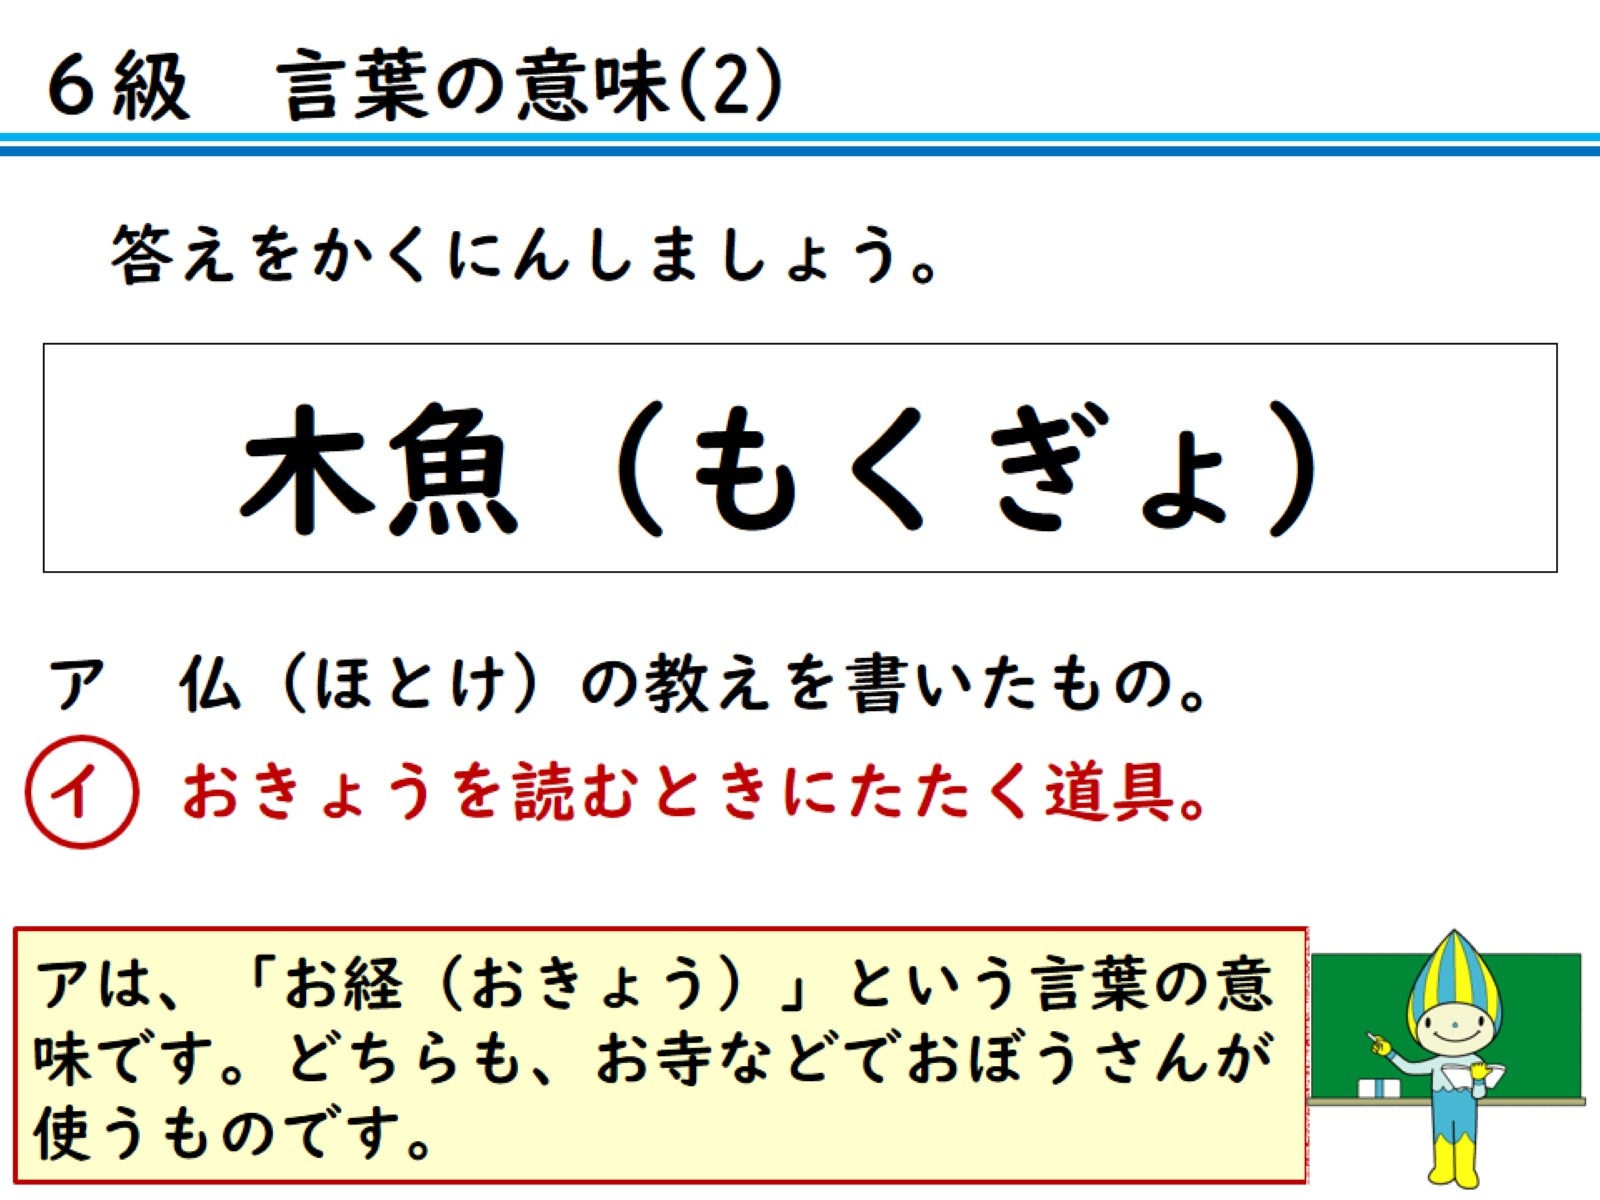 ６級　言葉の意味(2)
答えをかくにんしましょう。
木魚（もくぎょ）
ア　仏（ほとけ）の教えを書いたもの。
イ　おきょうを読むときにたたく道具。
アは、「お経（おきょう）」という言葉の意
味です。どちらも、お寺などでおぼうさんが
使うものです。